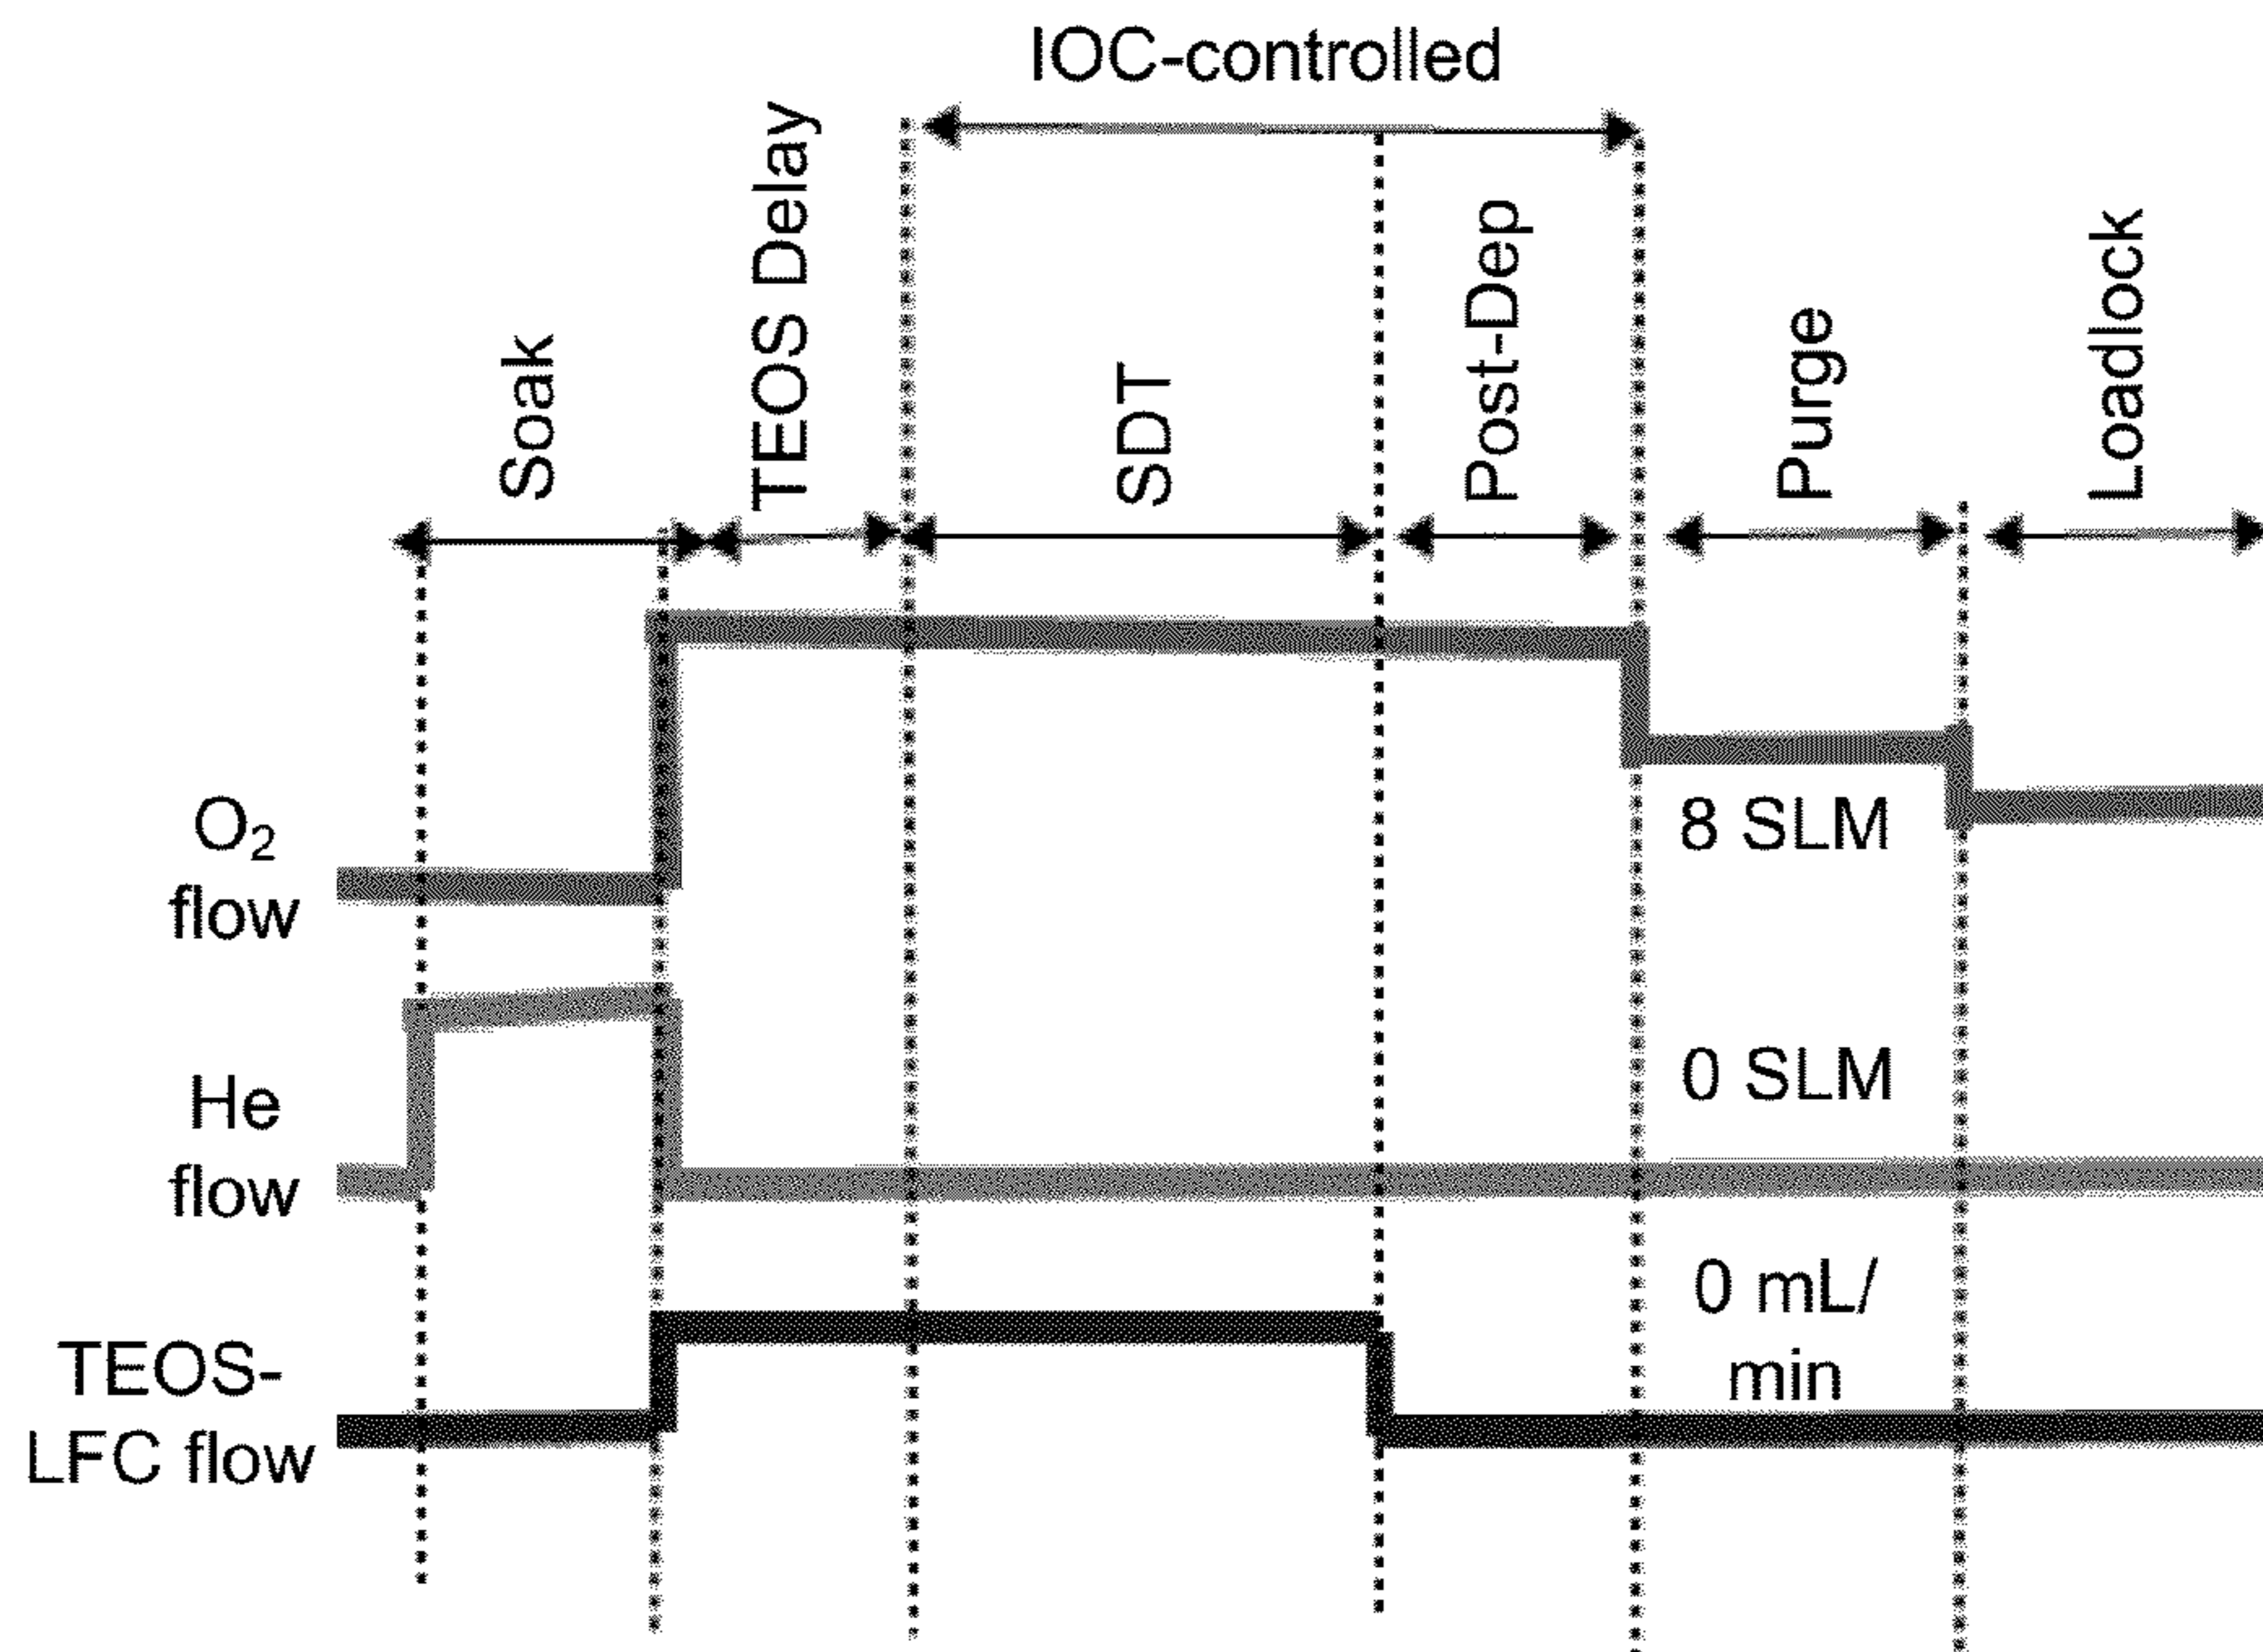 IOC-controlled
Soak
TEOS Delay
SDT
Post-Dep
Purge
Loadlock
O₂
flow
8 SLM
He
flow
0 SLM
TEOS-
LFC flow
0 mL/
min